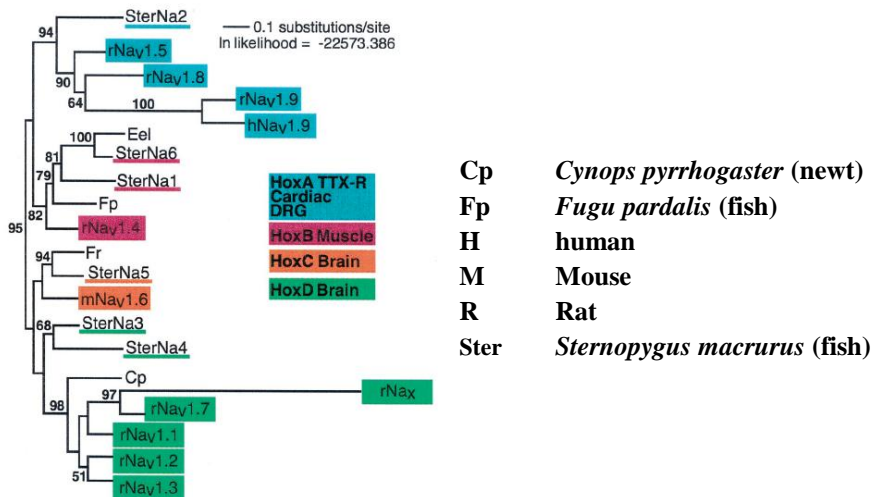 SterNa2
94
0.1 substitutions/site
ln likelihood = -22573.386
rNav1.5
rNav1.8
90
64
100
rNav1.9
hNav1.9
Eel
100
SterNa6
81
SterNa1
79
Fp
82
rNav1.4
95
HoxA TTX-R
Cardiac
DRG
HoxB Muscle
HoxC Brain
HoxD Brain
Fr
94
SterNa5
mNav1.6
68
SterNa3
SterNa4
Cp
97
rNax
98
rNav1.7
rNav1.1
rNav1.2
51
rNav1.3
Cp Cynops pyrrhogaster (newt)
Fp Fugu pardalis (fish)
H human
M Mouse
R Rat
Ster Sternopygus macrurus (fish)